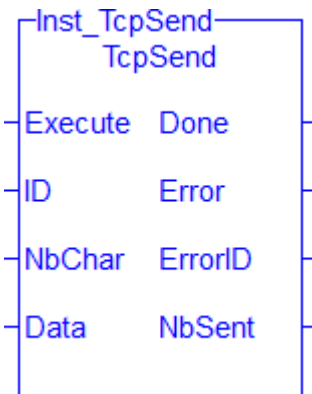 Inst_TcpSend
TcpSend
Execute Done
ID Error
NbChar ErrorID
Data NbSent